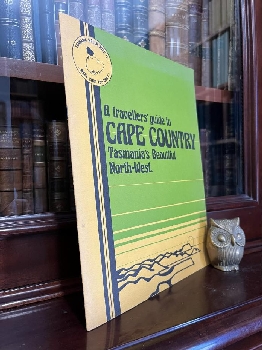 A travellers' guide to
CAPE COUNTRY
Tasmania's Beautiful
North-West.